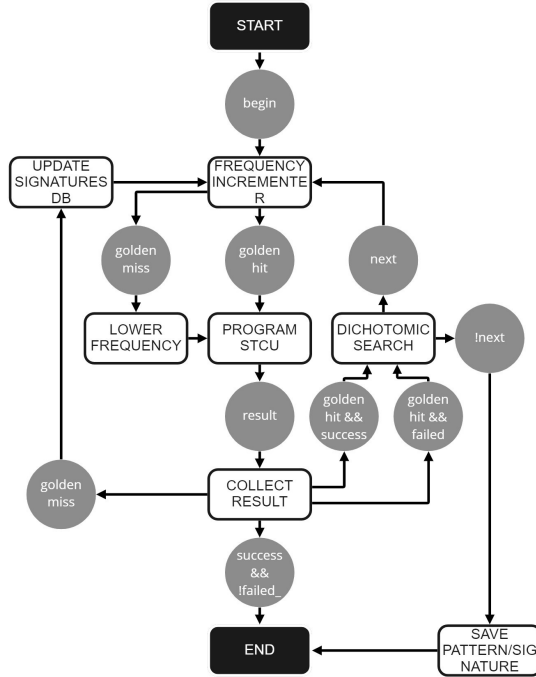 START
begin
UPDATE
SIGNATURES
DB
FREQUENCY
INCREMENTE
R
golden
miss
golden
hit
next
LOWER
FREQUENCY
PROGRAM
STCU
DICHOTOMIC
SEARCH
!next
result
golden
hit &&
success
golden
hit &&
failed
golden
miss
COLLECT
RESULT
success
&&
!failed_
END
SAVE
PATTERN/SIG
NATURE